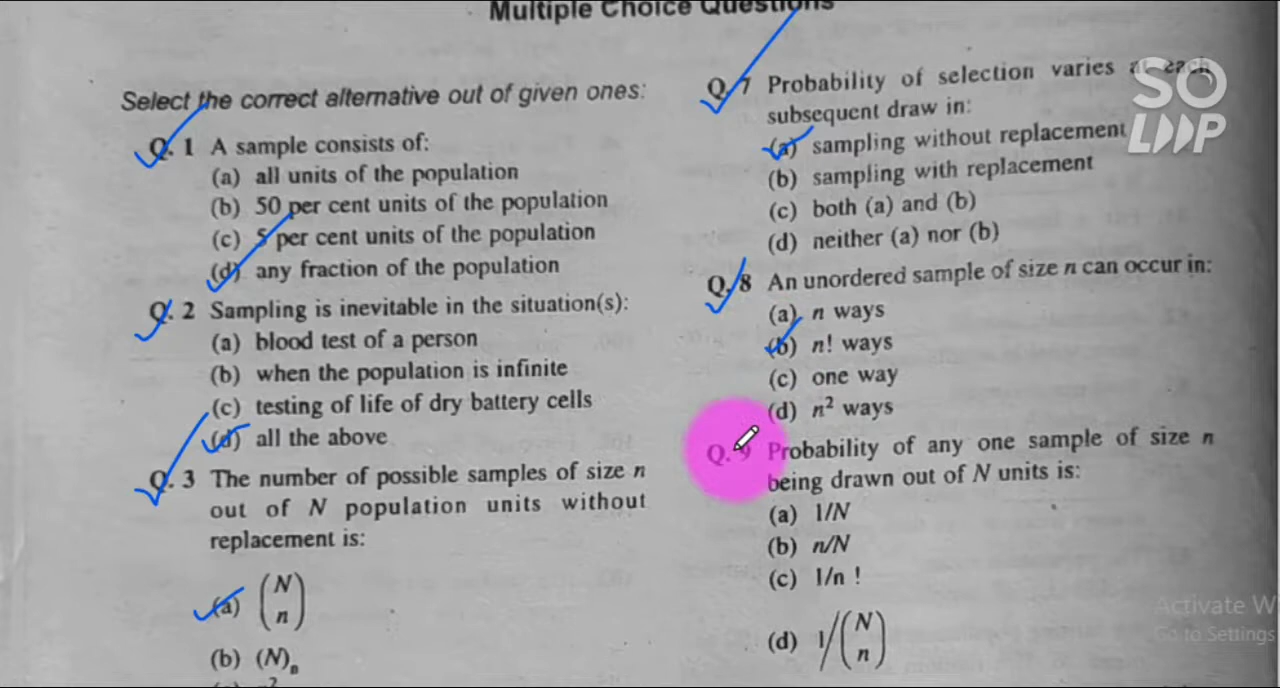 Multiple Choice Questions
Select the correct alternative out of given ones:
Q. 1 A sample consists of:
(a) all units of the population
(b) 50 per cent units of the population
(c) 5 per cent units of the population
(d) any fraction of the population
Q. 2 Sampling is inevitable in the situation(s):
(a) blood test of a person
(b) when the population is infinite
(c) testing of life of dry battery cells
(d) all the above
Q. 3 The number of possible samples of size n
out of N population units without
replacement is:
(a) (N
n)
(b) (N)n
Q. 7 Probability of selection varies at each
subsequent draw in:
(a) sampling without replacement
(b) sampling with replacement
(c) both (a) and (b)
(d) neither (a) nor (b)
Q. 8 An unordered sample of size n can occur in:
(a) n ways
(b) n! ways
(c) one way
(d) n² ways
Q. 9 Probability of any one sample of size n
being drawn out of N units is:
(a) 1/N
(b) n/N
(c) 1/n !
(d) 1/(N
n)
SO
LOOP
Activate W
Go to Settings